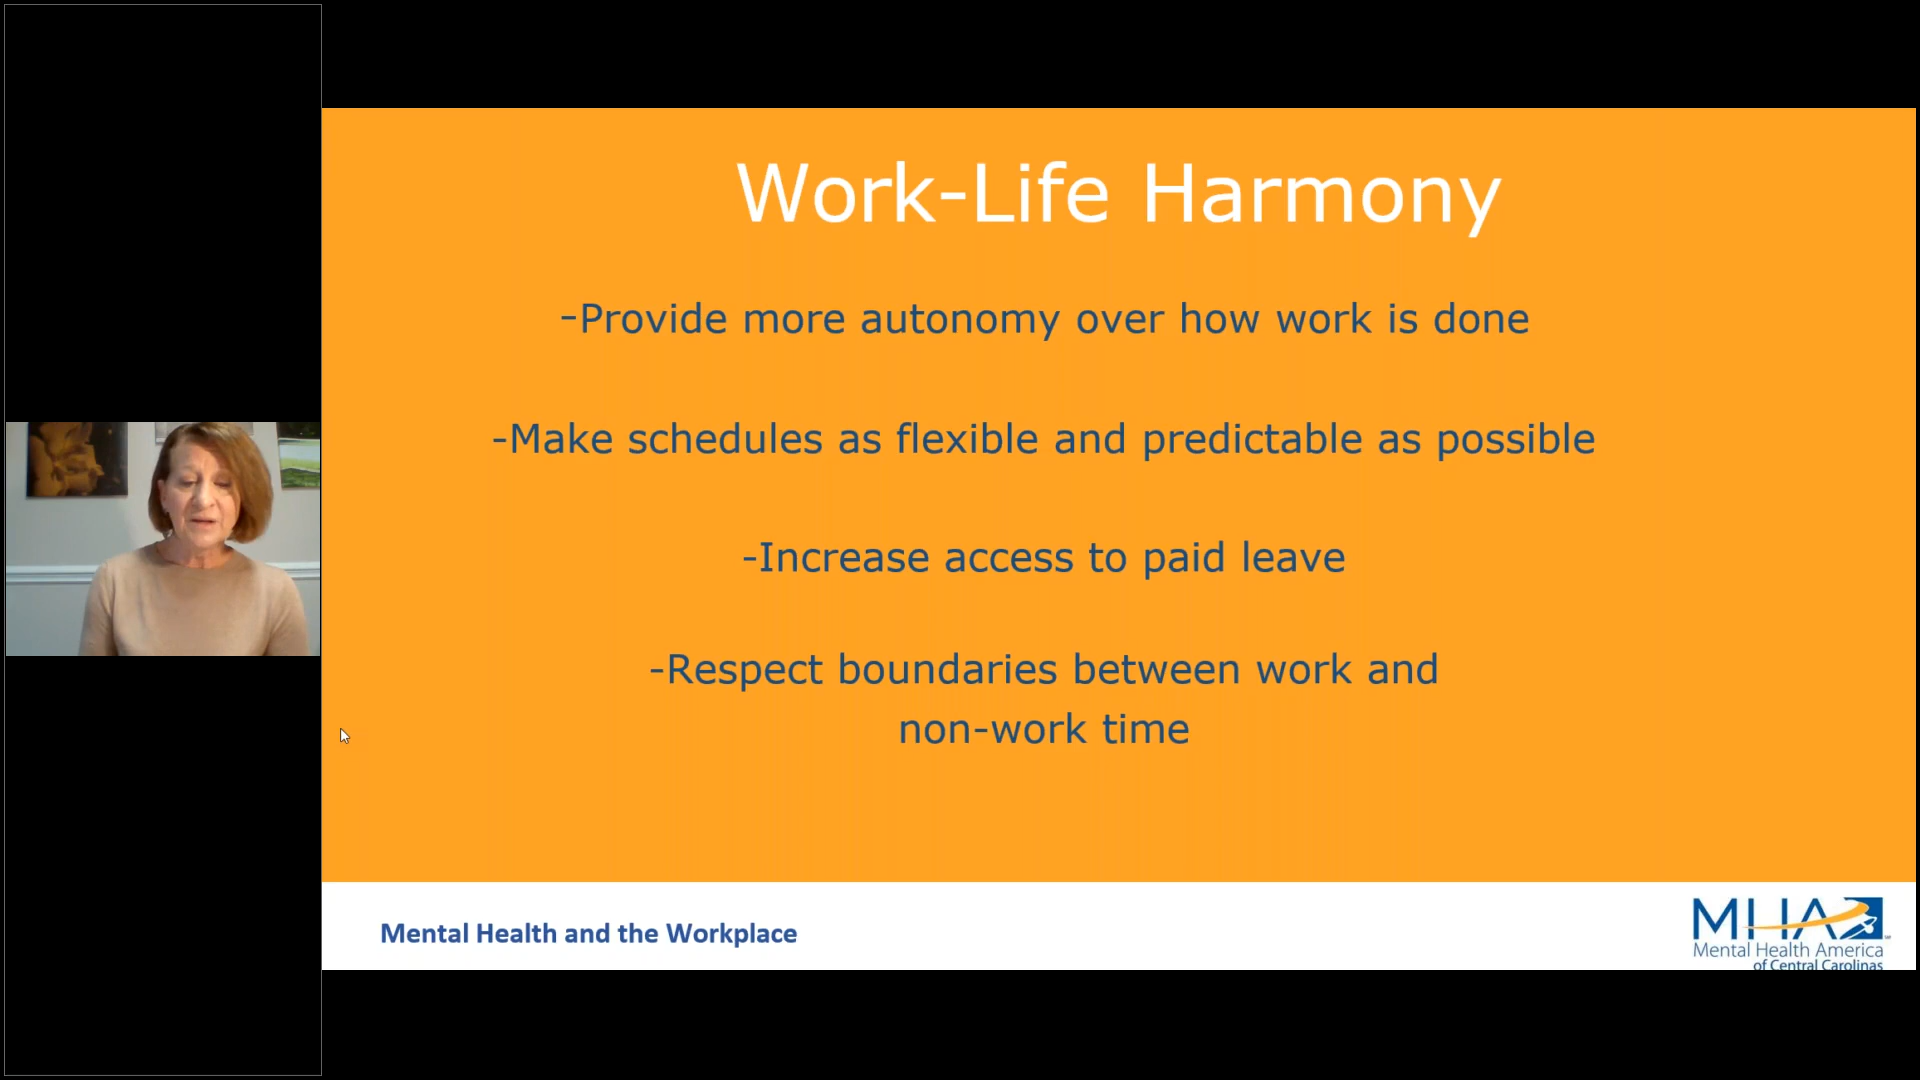 Work-Life Harmony
-Provide more autonomy over how work is done
-Make schedules as flexible and predictable as possible
-Increase access to paid leave
-Respect boundaries between work and
non-work time
Mental Health and the Workplace
MHA
Mental Health America
of Central Carolinas